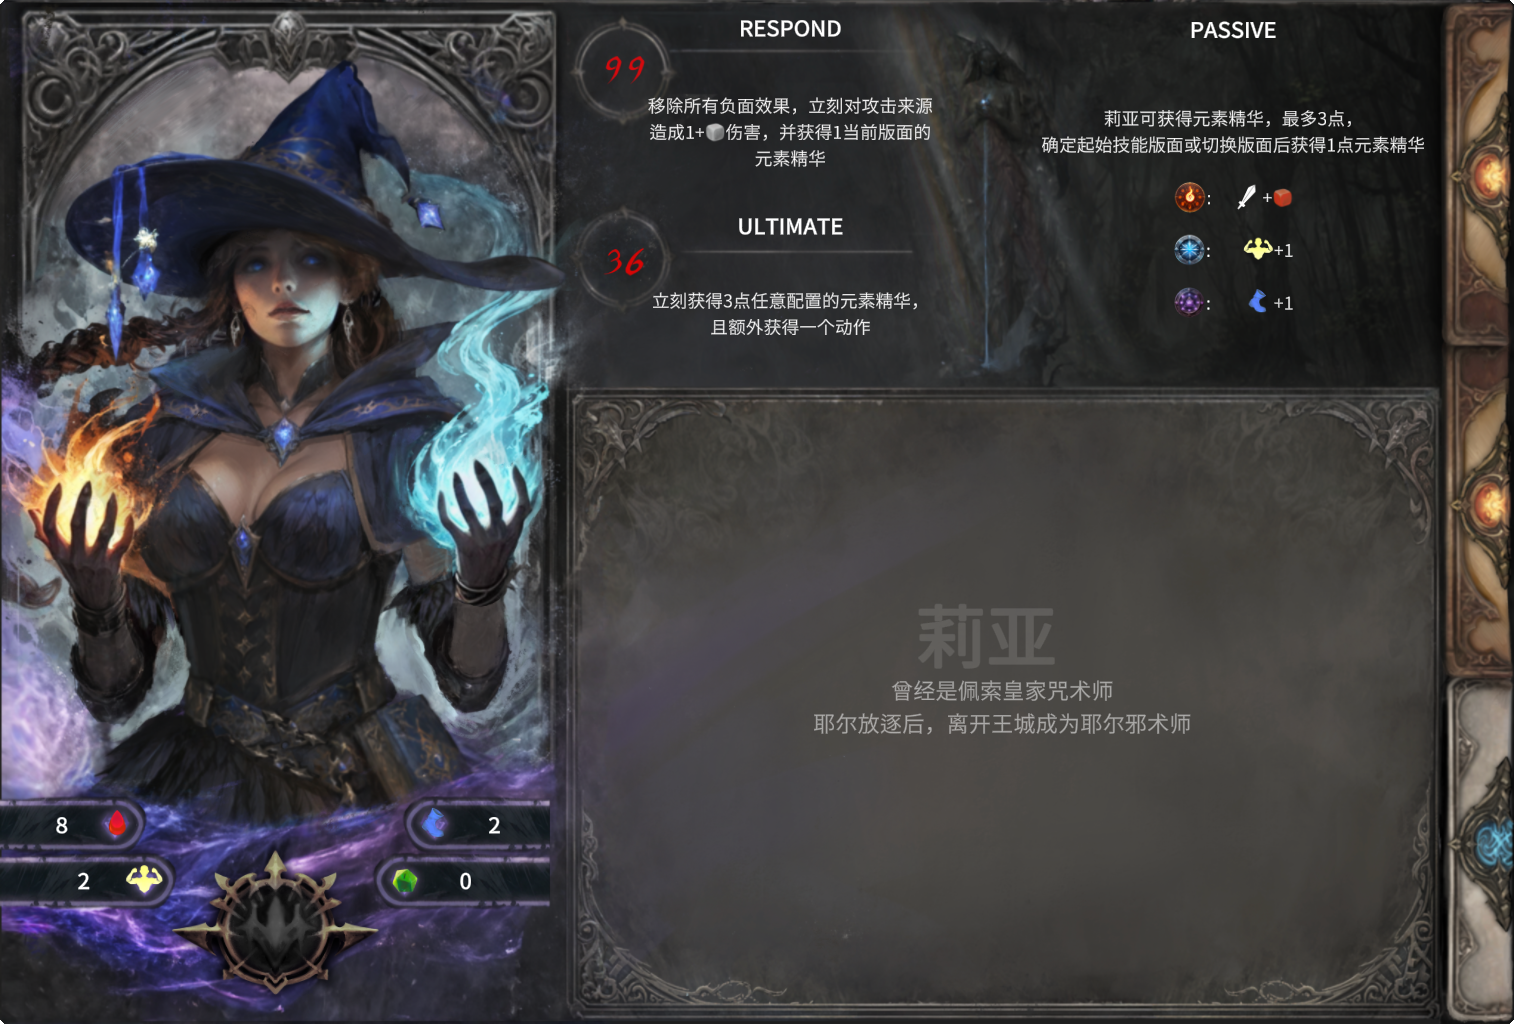 RESPOND
99
移除所有负面效果，立刻对攻击来源
造成1+伤害，并获得1当前版面的
元素精华
ULTIMATE
36
立刻获得3点任意配置的元素精华，
且额外获得一个动作
PASSIVE
莉亚可获得元素精华，最多3点，
确定起始技能版面或切换版面后获得1点元素精华
: +
: +1
: +1
莉亚
曾经是佩索皇家咒术师
耶尔放逐后，离开王城成为耶尔邪术师
8
2
2
0